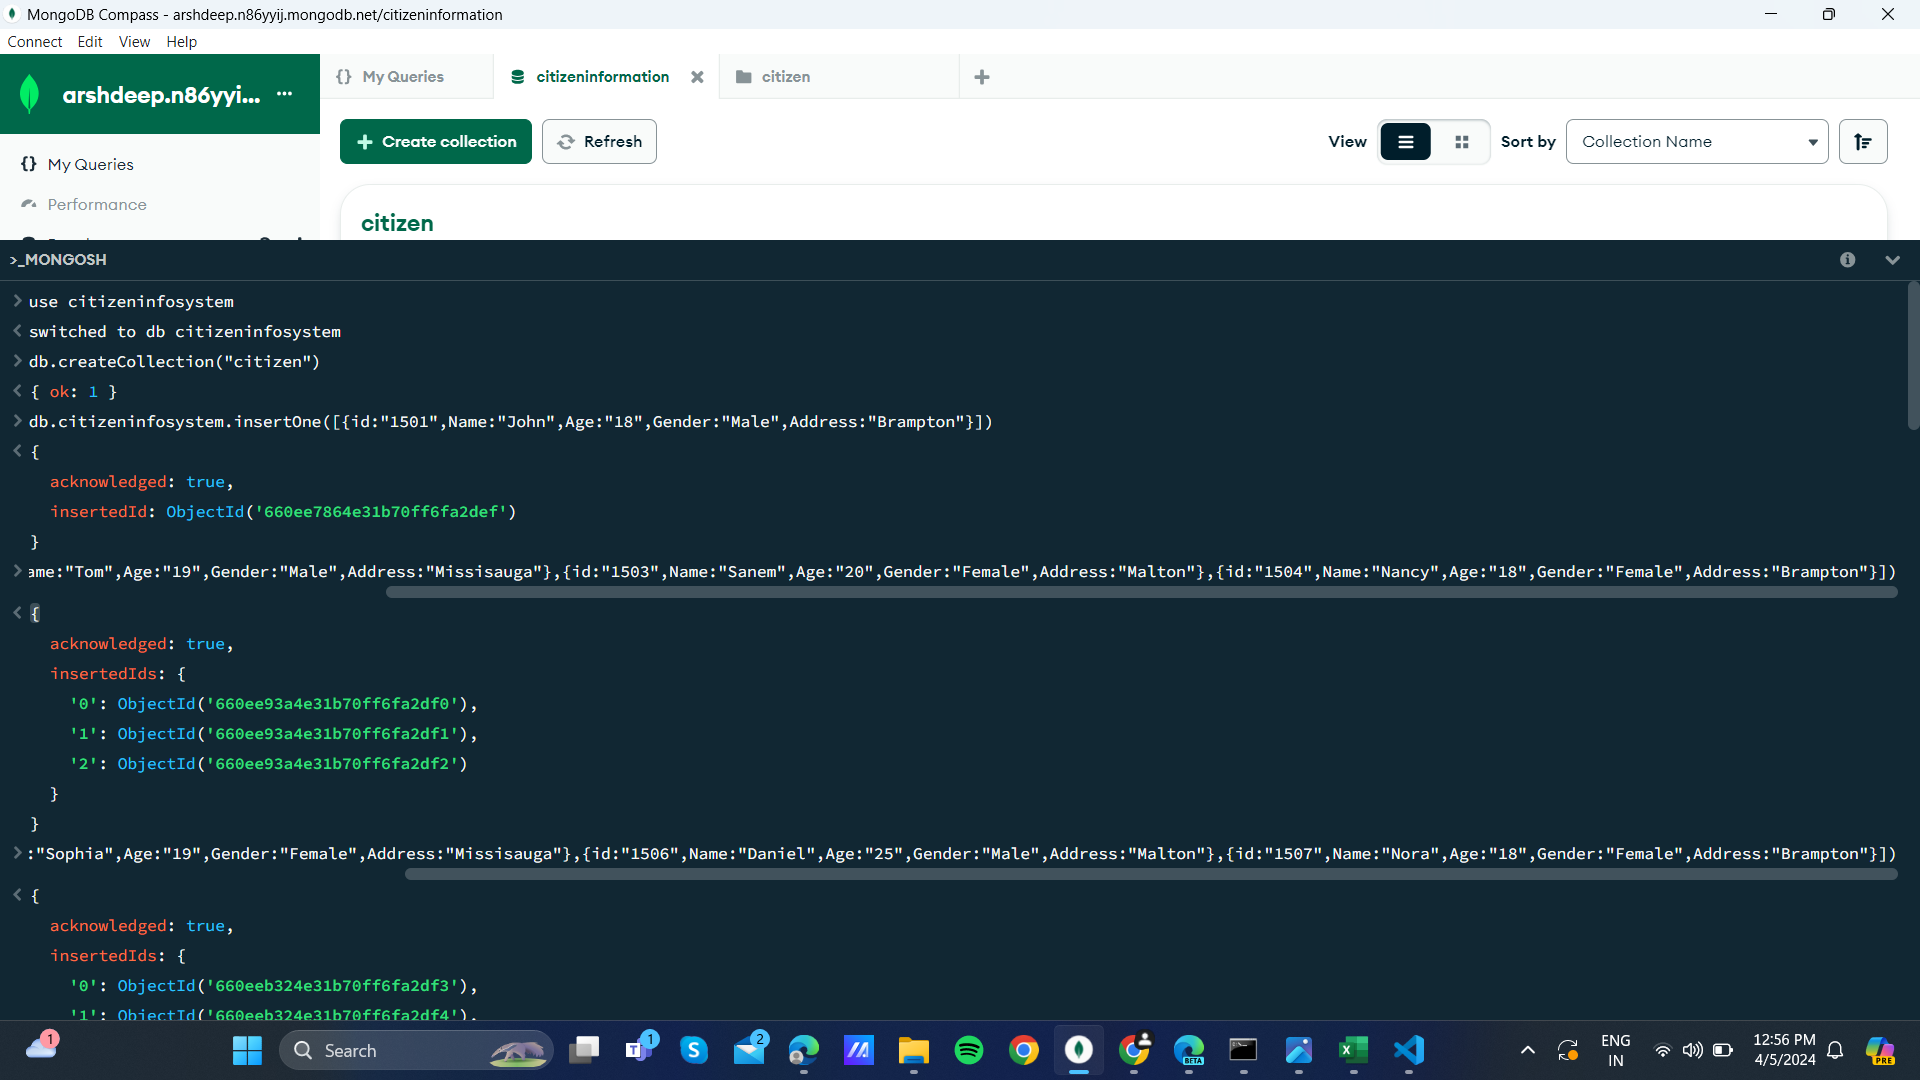 MongoDB Compass - arshdeep.n86yyij.mongodb.net/citizeninformation
Connect Edit View Help
arshdeep.n86yyi... ...
{} My Queries citizeninformation citizen
Create collection Refresh View Sort by Collection Name
{} My Queries
Performance
citizen
>_MONGOSH
> use citizeninfosystem
< switched to db citizeninfosystem
> db.createCollection("citizen")
< { ok: 1 }
> db.citizeninfosystem.insertOne([{id:"1501",Name:"John",Age:"18",Gender:"Male",Address:"Brampton"}])
< {
acknowledged: true,
insertedId: ObjectId('660ee7864e31b70ff6fa2def')
}
> ame:"Tom",Age:"19",Gender:"Male",Address:"Missisauga"},{id:"1503",Name:"Sanem",Age:"20",Gender:"Female",Address:"Malton"},{id:"1504",Name:"Nancy",Age:"18",Gender:"Female",Address:"Brampton"}])
< {
acknowledged: true,
insertedIds: {
'0': ObjectId('660ee93a4e31b70ff6fa2df0'),
'1': ObjectId('660ee93a4e31b70ff6fa2df1'),
'2': ObjectId('660ee93a4e31b70ff6fa2df2')
}
}
> :"Sophia",Age:"19",Gender:"Female",Address:"Missisauga"},{id:"1506",Name:"Daniel",Age:"25",Gender:"Male",Address:"Malton"},{id:"1507",Name:"Nora",Age:"18",Gender:"Female",Address:"Brampton"}])
< {
acknowledged: true,
insertedIds: {
'0': ObjectId('660eeb324e31b70ff6fa2df3'),
'1': ObjectId('660eeb324e31b70ff6fa2df4'),
1 Search 1 2 BETA ENG 12:56 PM PRE
IN 4/5/2024